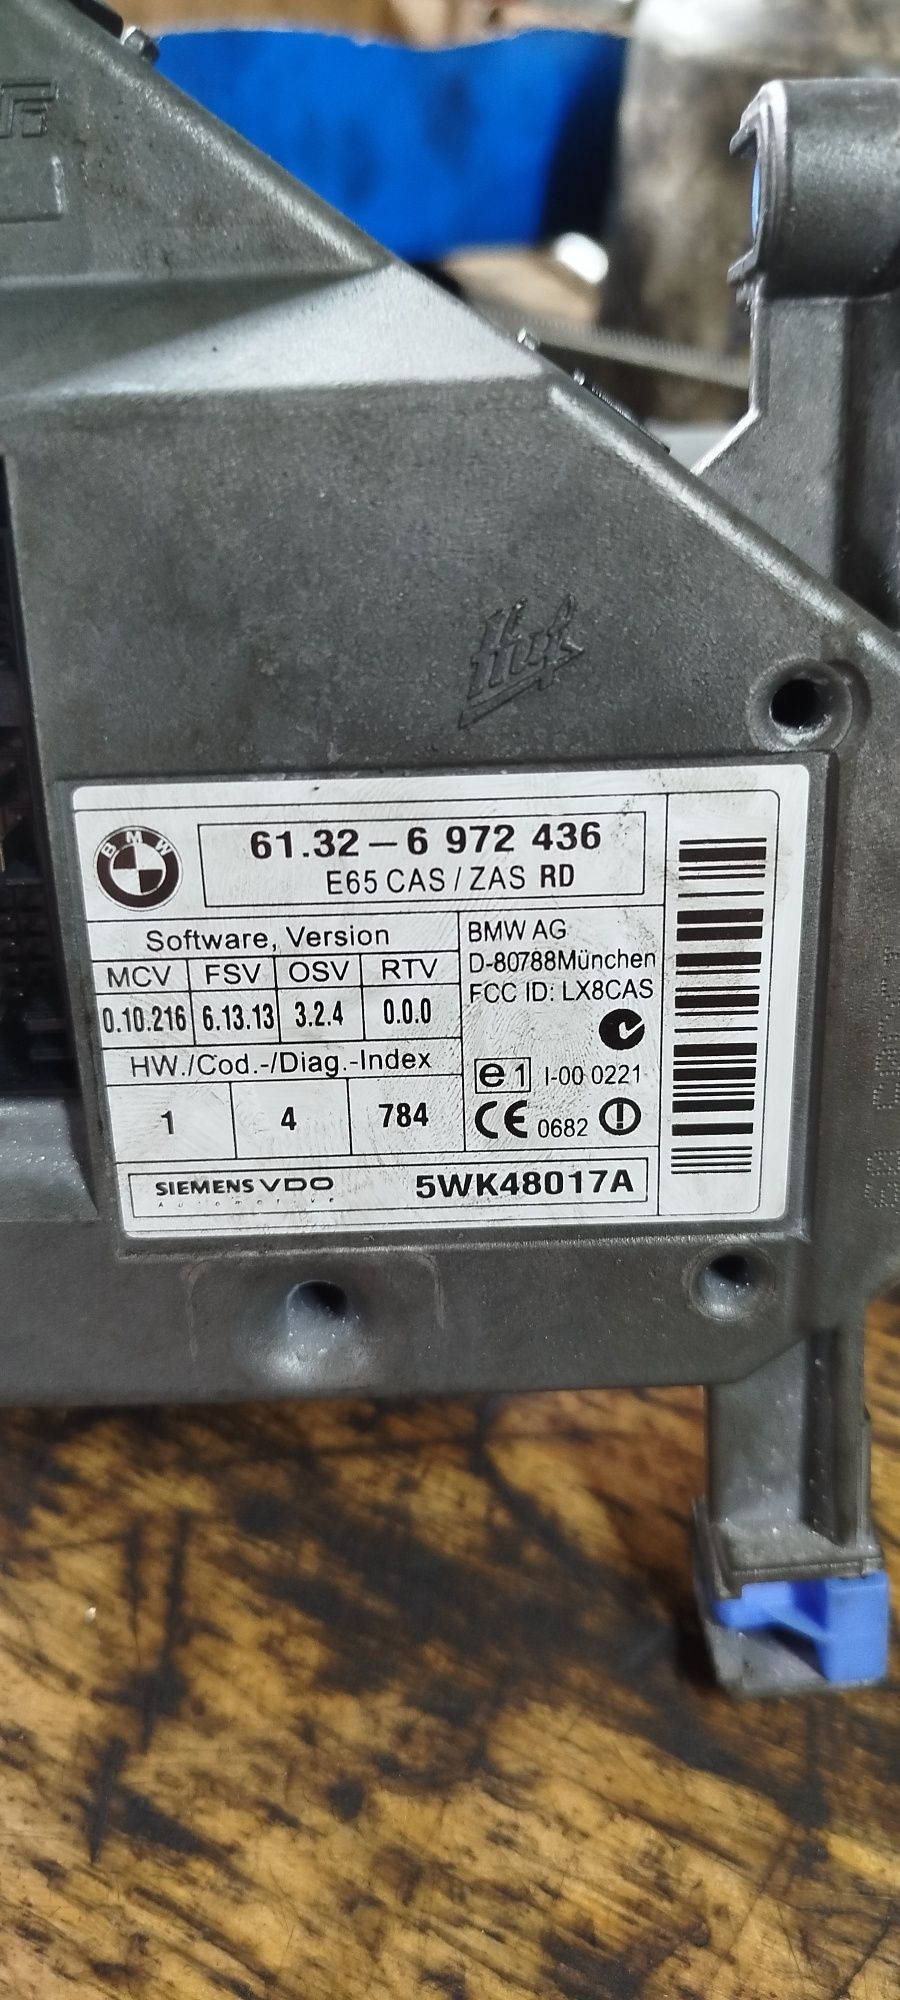 Huf
BMW
61.32 – 6 972 436
E65 CAS / ZAS RD
Software, Version
MCV FSV OSV RTV
0.10.216 6.13.13 3.2.4 0.0.0
HW./Cod.-/Diag.-Index
1 4 784
BMW AG
D-80788München
FCC ID: LX8CAS
e1 I-00 0221
CE 0682
SIEMENS VDO
AUTOMOTIVE
5WK48017A